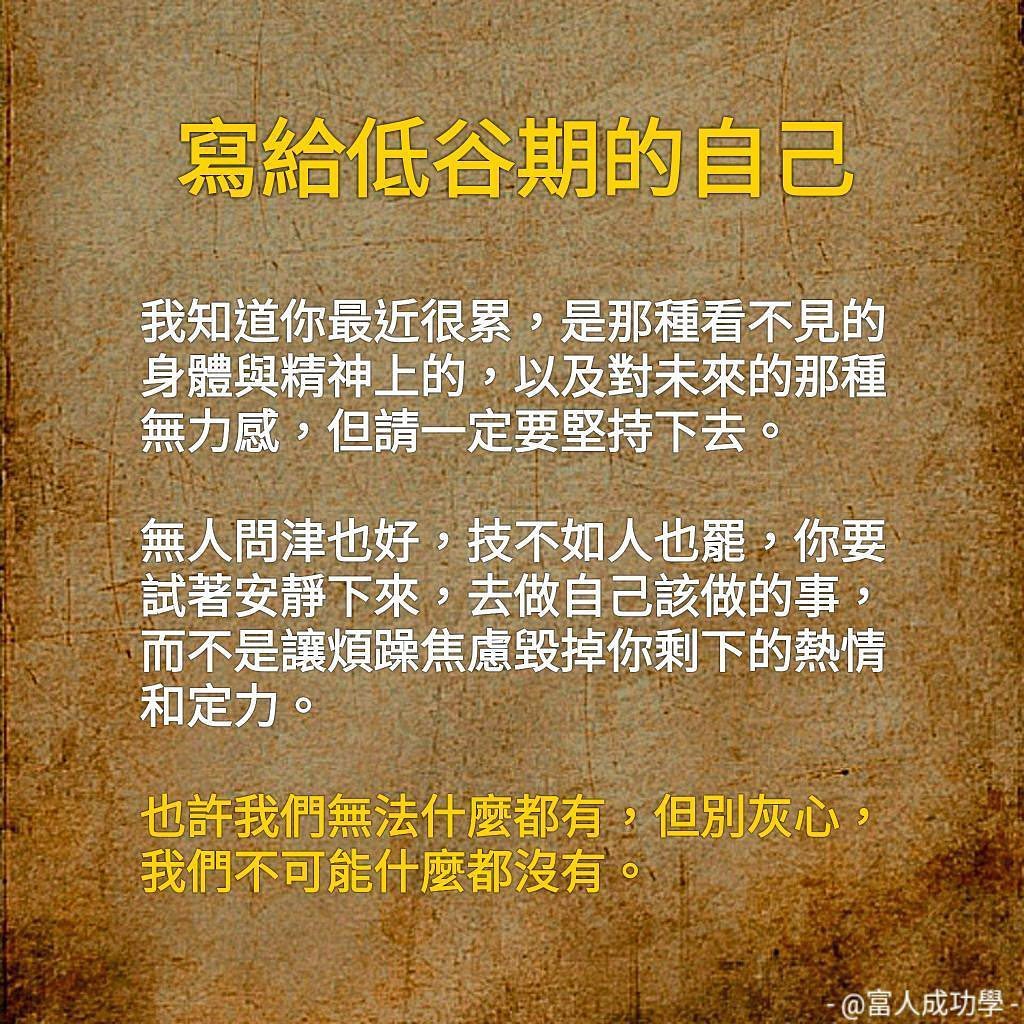 寫給低谷期的自己
我知道你最近很累，是那種看不見的
身體與精神上的，以及對未來的那種
無力感，但請一定要堅持下去。
無人問津也好，技不如人也罷，你要
試著安靜下來，去做自己該做的事，
而不是讓煩躁焦慮毀掉你剩下的熱情
和定力。
也許我們無法什麼都有，但別灰心，
我們不可能什麼都沒有。
- @富人成功學 -